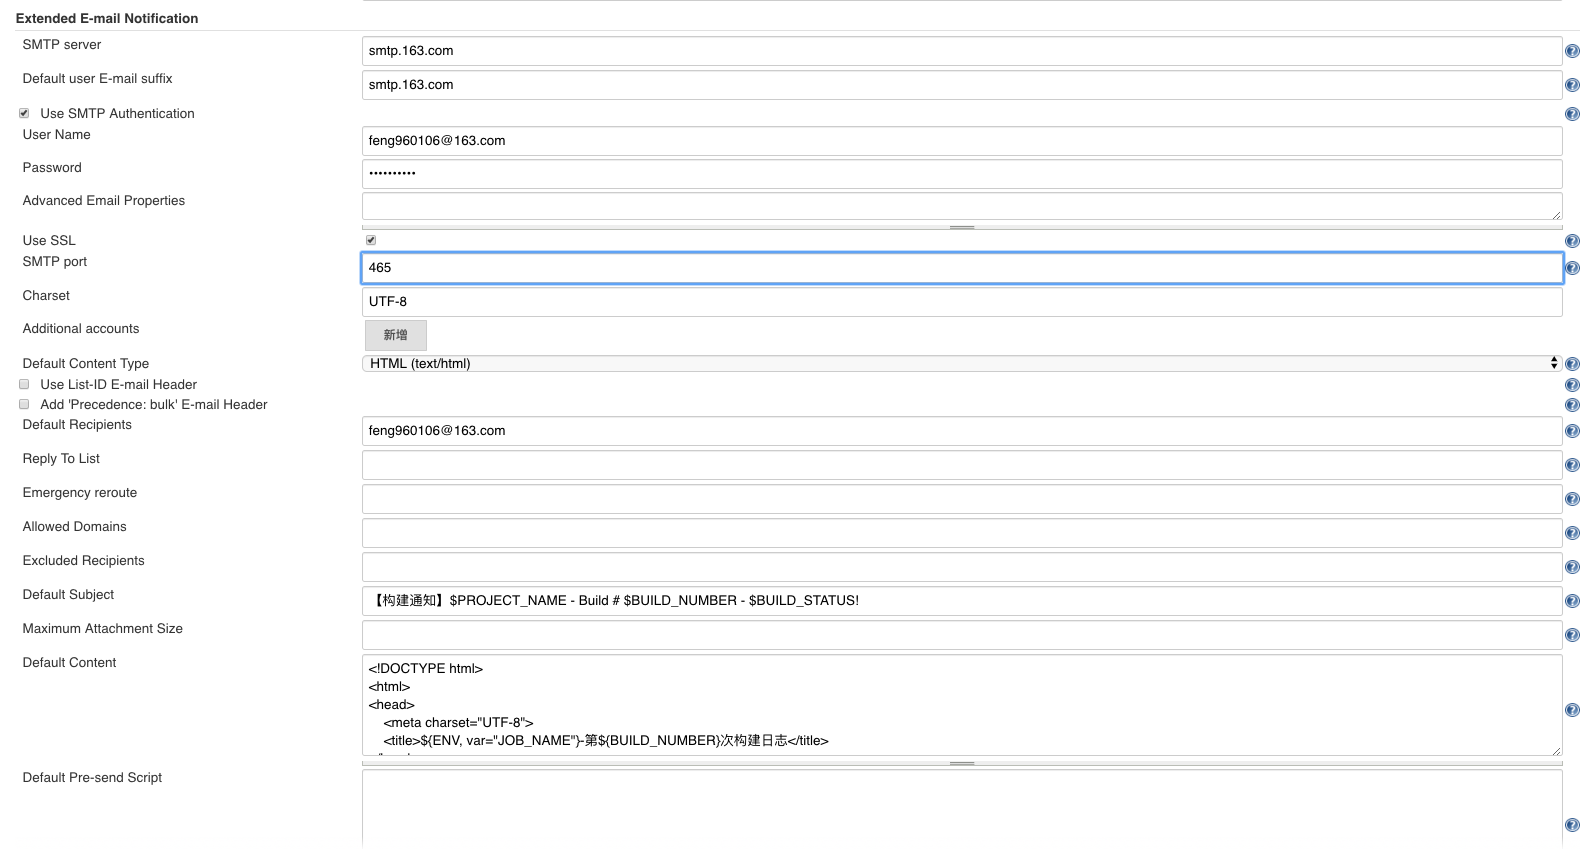 Extended E-mail Notification
SMTP server
smtp.163.com
Default user E-mail suffix
smtp.163.com
Use SMTP Authentication
User Name
feng960106@163.com
Password
••••••••••
Advanced Email Properties
Use SSL
SMTP port
465
Charset
UTF-8
Additional accounts
新增
Default Content Type
HTML (text/html)
Use List-ID E-mail Header
Add 'Precedence: bulk' E-mail Header
Default Recipients
feng960106@163.com
Reply To List
Emergency reroute
Allowed Domains
Excluded Recipients
Default Subject
【构建通知】$PROJECT_NAME - Build # $BUILD_NUMBER - $BUILD_STATUS!
Maximum Attachment Size
Default Content
<!DOCTYPE html>
<html>
<head>
<meta charset="UTF-8">
<title>${ENV, var="JOB_NAME"}-第${BUILD_NUMBER}次构建日志</title>
Default Pre-send Script